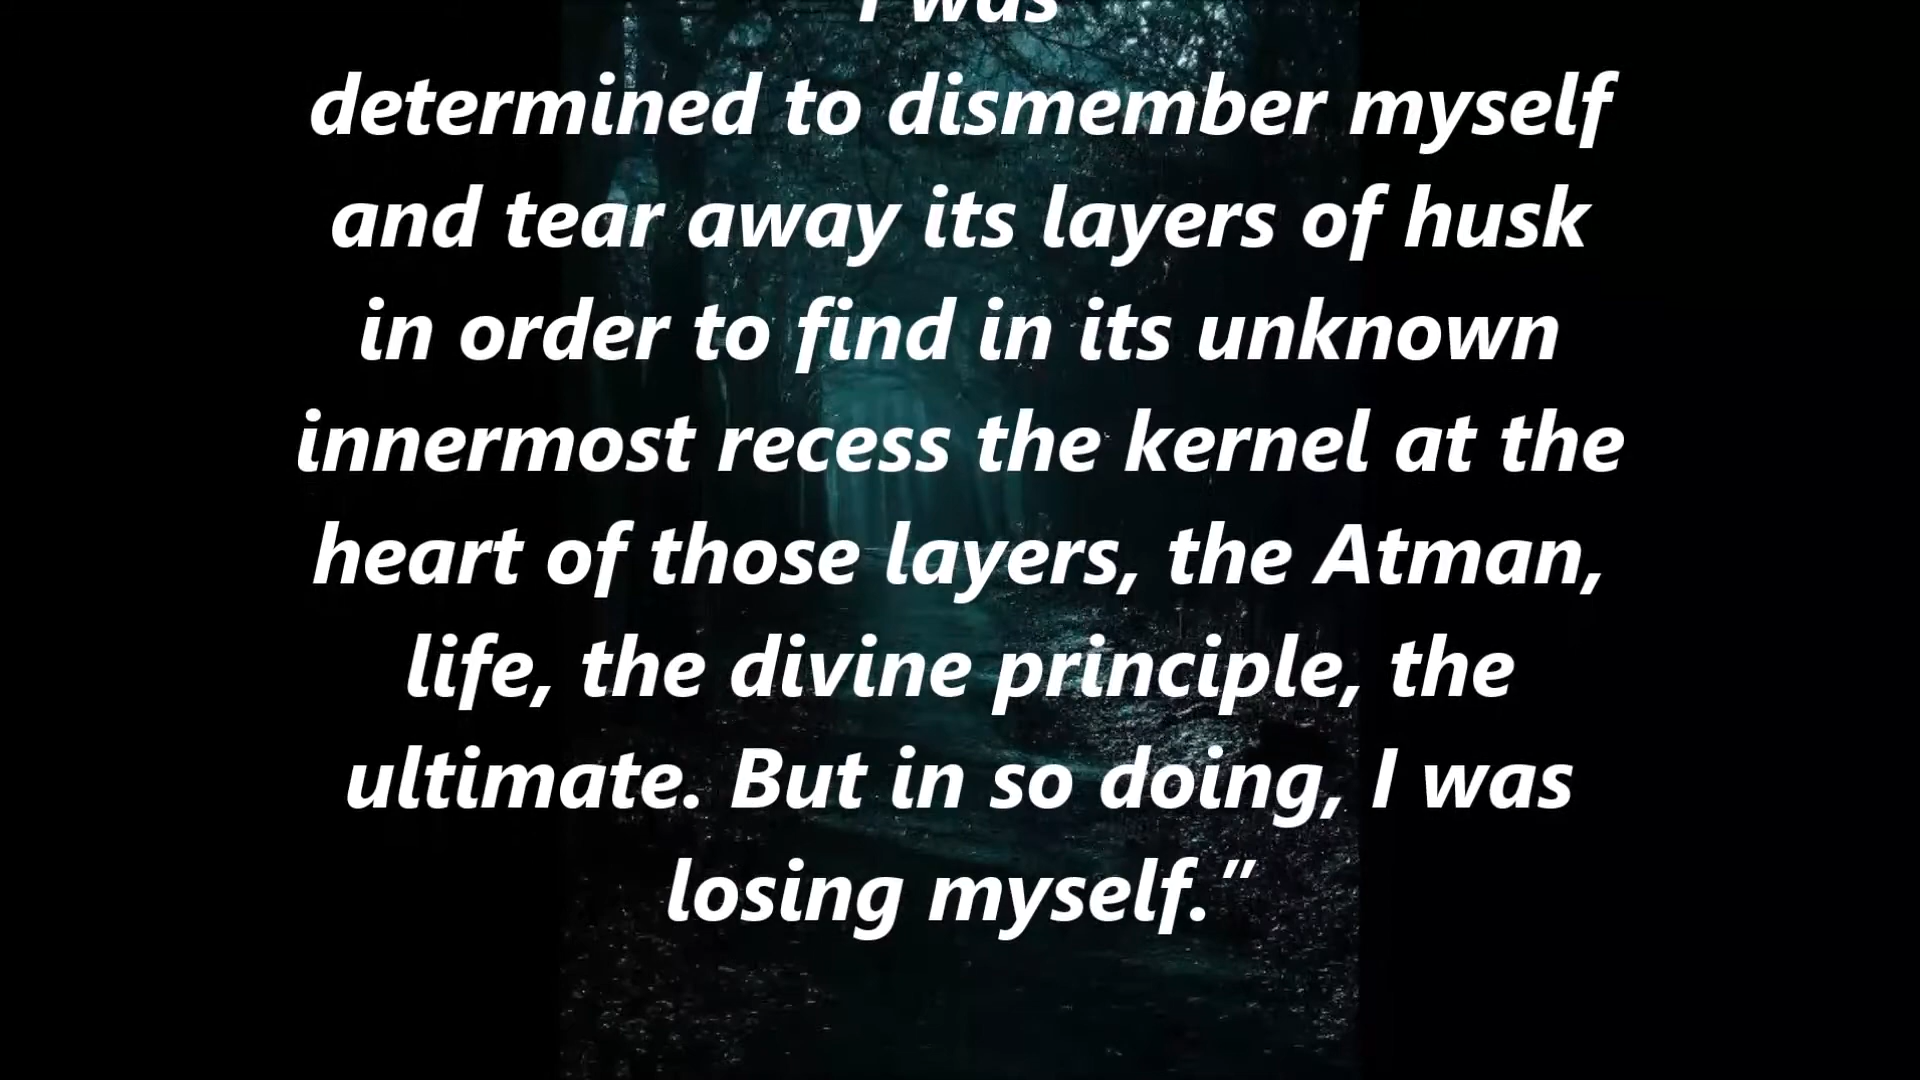 I was
determined to dismember myself
and tear away its layers of husk
in order to find in its unknown
innermost recess the kernel at the
heart of those layers, the Atman,
life, the divine principle, the
ultimate. But in so doing, I was
losing myself.”